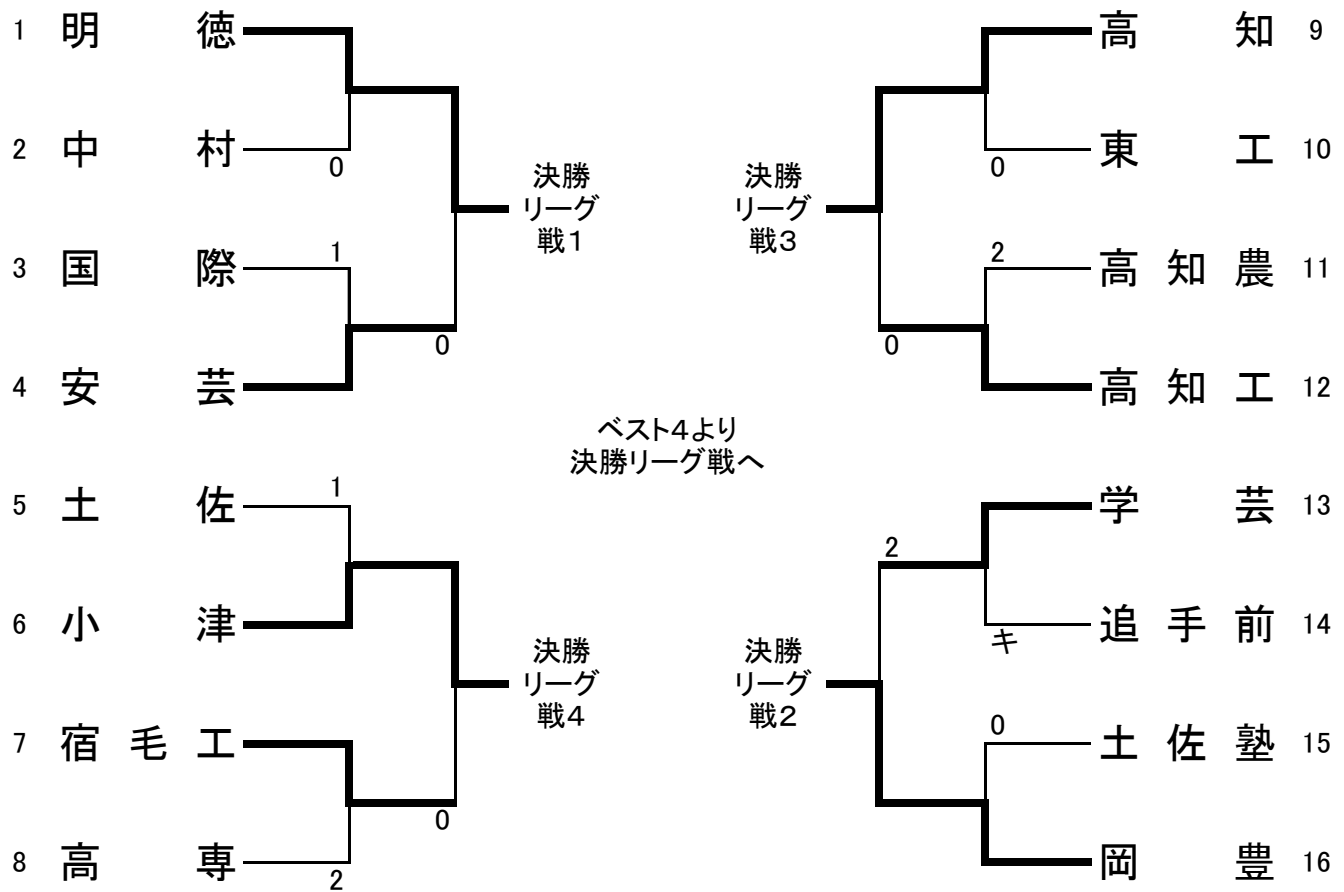 1 明徳
2 中村
0
3 国際
1
4 安芸
0
決勝
リーグ
戦1
5 土佐
1
6 小津
7 宿毛工
8 高専
2
0
決勝
リーグ
戦4
ベスト4より
決勝リーグ戦へ
高知 9
東工 10
0
高知農 11
2
高知工 12
0
決勝
リーグ
戦3
学芸 13
2
追手前 14
キ
土佐塾 15
0
岡豊 16
決勝
リーグ
戦2